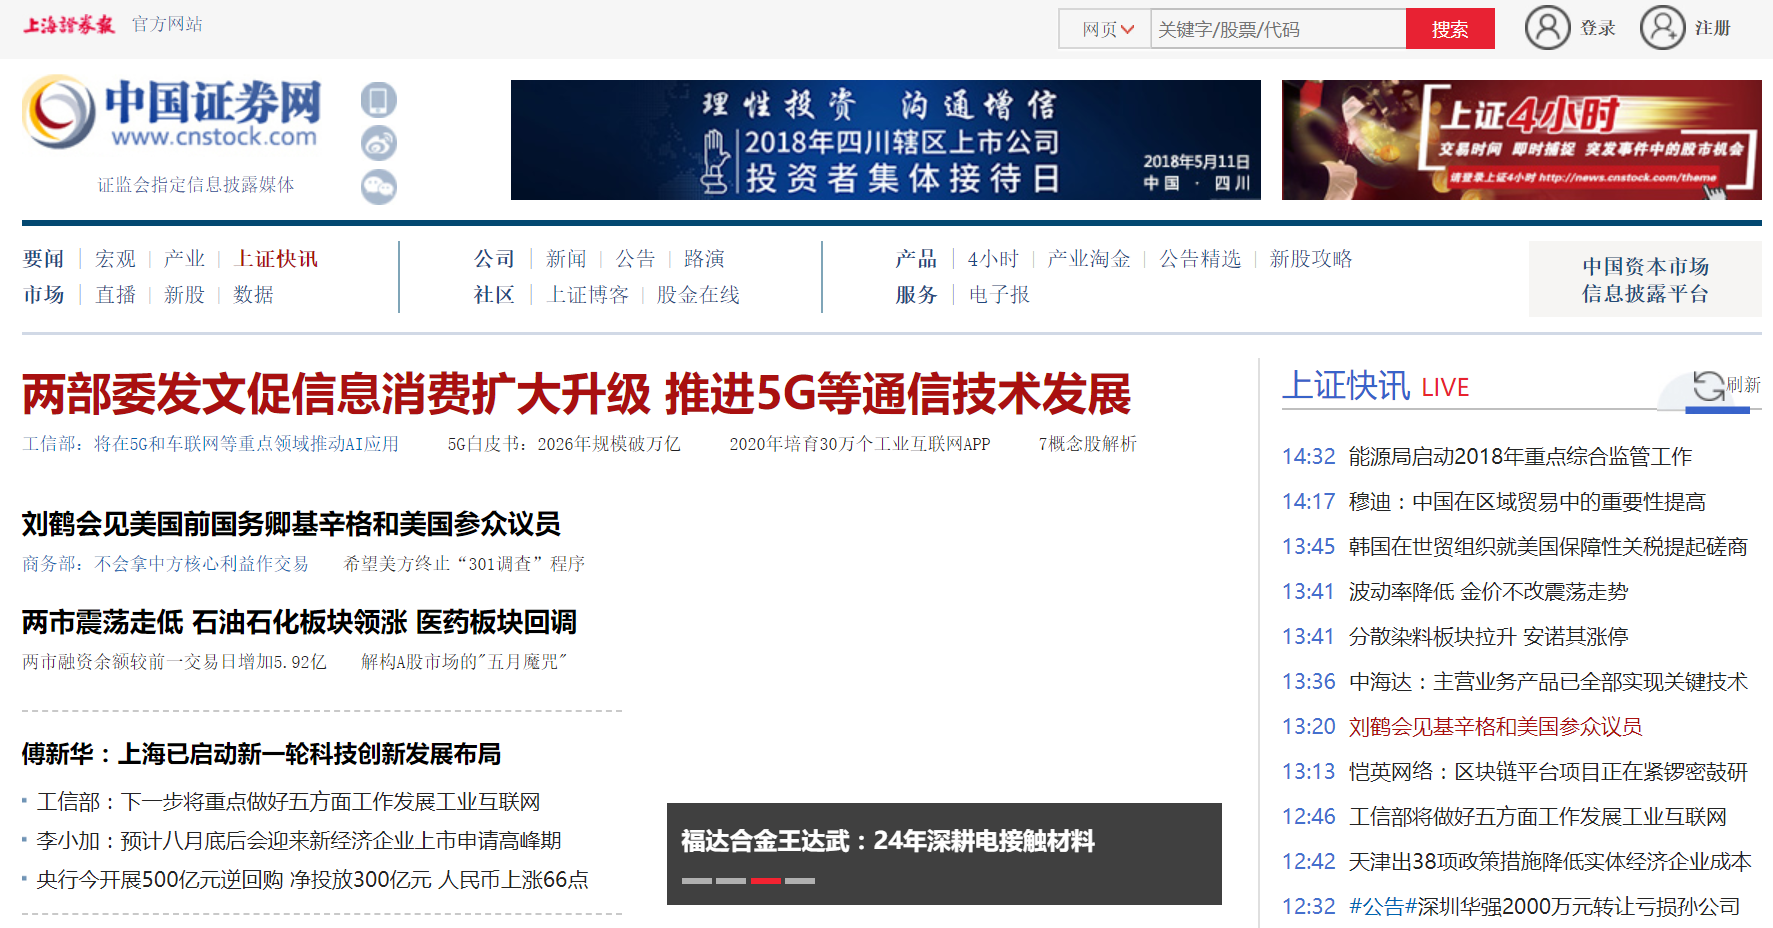 上海證券報 官方网站
网页 关键字/股票/代码 搜索 登录 注册
中国证券网
www.cnstock.com
证监会指定信息披露媒体
理性投资 沟通增信
2018年四川辖区上市公司
投资者集体接待日
2018年5月11日
中国·四川
上证4小时
交易时间 即时捕捉 突发事件中的股市机会
请登录上证4小时 http://news.cnstock.com/theme
要闻 宏观 产业 上证快讯
市场 直播 新股 数据
公司 新闻 公告 路演
社区 上证博客 股金在线
产品 4小时 产业淘金 公告精选 新股攻略
服务 电子报
中国资本市场
信息披露平台
两部委发文促信息消费扩大升级 推进5G等通信技术发展
工信部：将在5G和车联网等重点领域推动AI应用 5G白皮书：2026年规模破万亿 2020年培育30万个工业互联网APP 7概念股解析
刘鹤会见美国前国务卿基辛格和美国参众议员
商务部：不会拿中方核心利益作交易 希望美方终止“301调查”程序
两市震荡走低 石油石化板块领涨 医药板块回调
两市融资余额较前一交易日增加5.92亿 解构A股市场的"五月魔咒"
傅新华：上海已启动新一轮科技创新发展布局
工信部：下一步将重点做好五方面工作发展工业互联网
李小加：预计八月底后会迎来新经济企业上市申请高峰期
央行今开展500亿元逆回购 净投放300亿元 人民币上涨66点
福达合金王达武：24年深耕电接触材料
上证快讯 LIVE 刷新
14:32 能源局启动2018年重点综合监管工作
14:17 穆迪：中国在区域贸易中的重要性提高
13:45 韩国在世贸组织就美国保障性关税提起磋商
13:41 波动率降低 金价不改震荡走势
13:41 分散染料板块拉升 安诺其涨停
13:36 中海达：主营业务产品已全部实现关键技术
13:20 刘鹤会见基辛格和美国参众议员
13:13 恺英网络：区块链平台项目正在紧锣密鼓研
12:46 工信部将做好五方面工作发展工业互联网
12:42 天津出38项政策措施降低实体经济企业成本
12:32 #公告#深圳华强2000万元转让亏损孙公司